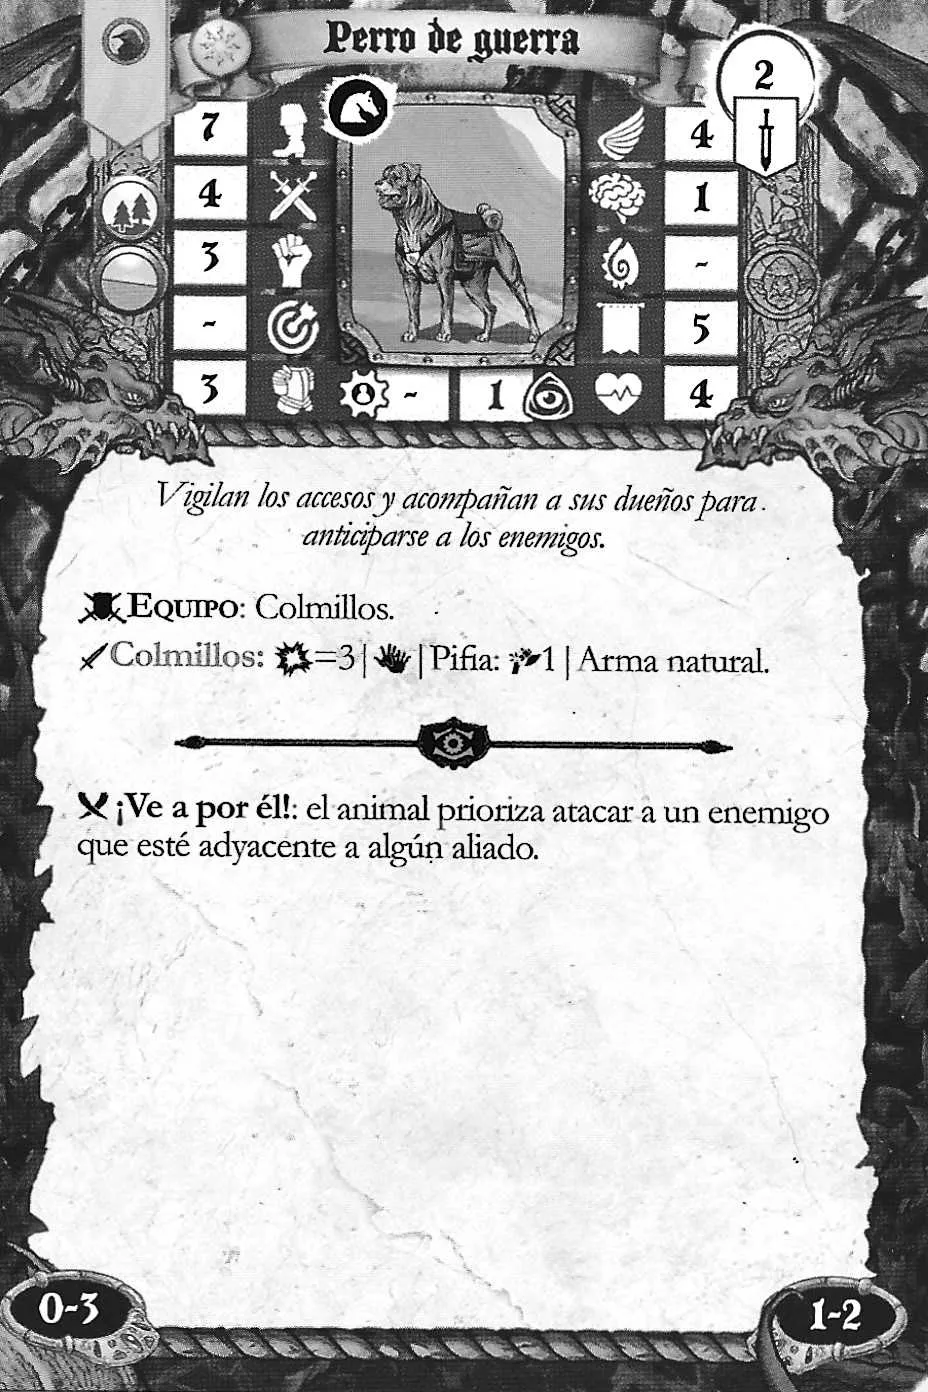 Perro de guerra
2
7
4
4
1
3
-
-
5
3
-
1
4
Vigilan los accesos y acompañan a sus dueños para
anticiparse a los enemigos.
EQUIPO: Colmillos.
Colmillos: =3 | | Pifia: 1 | Arma natural.
¡Ve a por él!: el animal prioriza atacar a un enemigo
que esté adyacente a algún aliado.
0-3
1-2